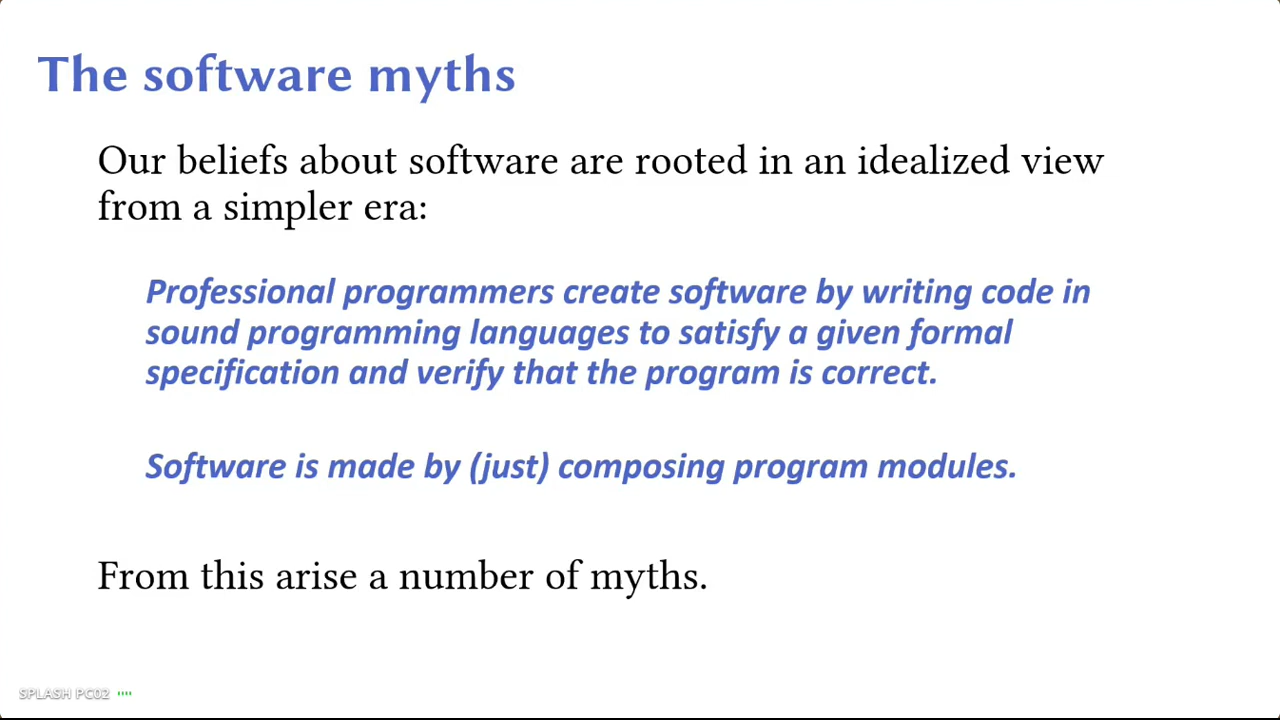 The software myths
Our beliefs about software are rooted in an idealized view
from a simpler era:
Professional programmers create software by writing code in
sound programming languages to satisfy a given formal
specification and verify that the program is correct.
Software is made by (just) composing program modules.
From this arise a number of myths.
SPLASH PC02